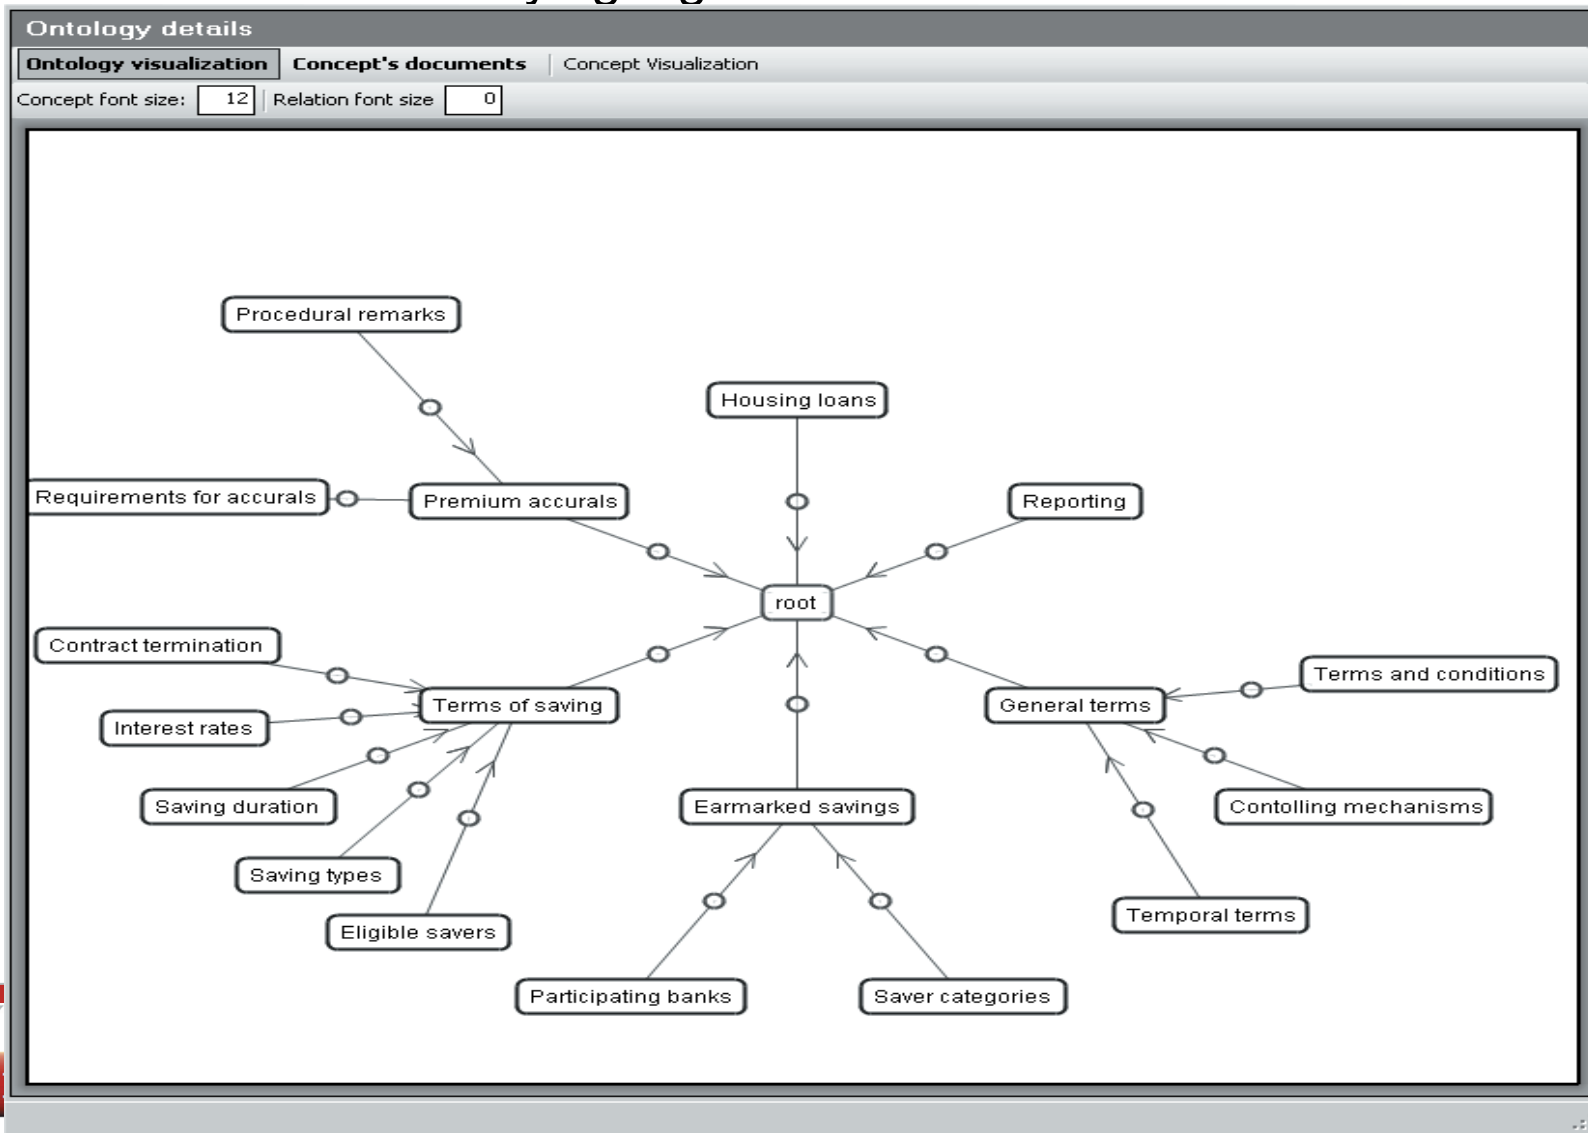 Ontology details
Ontology visualization Concept's documents Concept Visualization
Concept font size: 12 Relation font size 0
Procedural remarks
Housing loans
Requirements for accurals
Premium accurals
Reporting
root
Contract termination
Terms of saving
General terms
Terms and conditions
Interest rates
Saving duration
Earmarked savings
Contolling mechanisms
Saving types
Eligible savers
Temporal terms
Participating banks
Saver categories